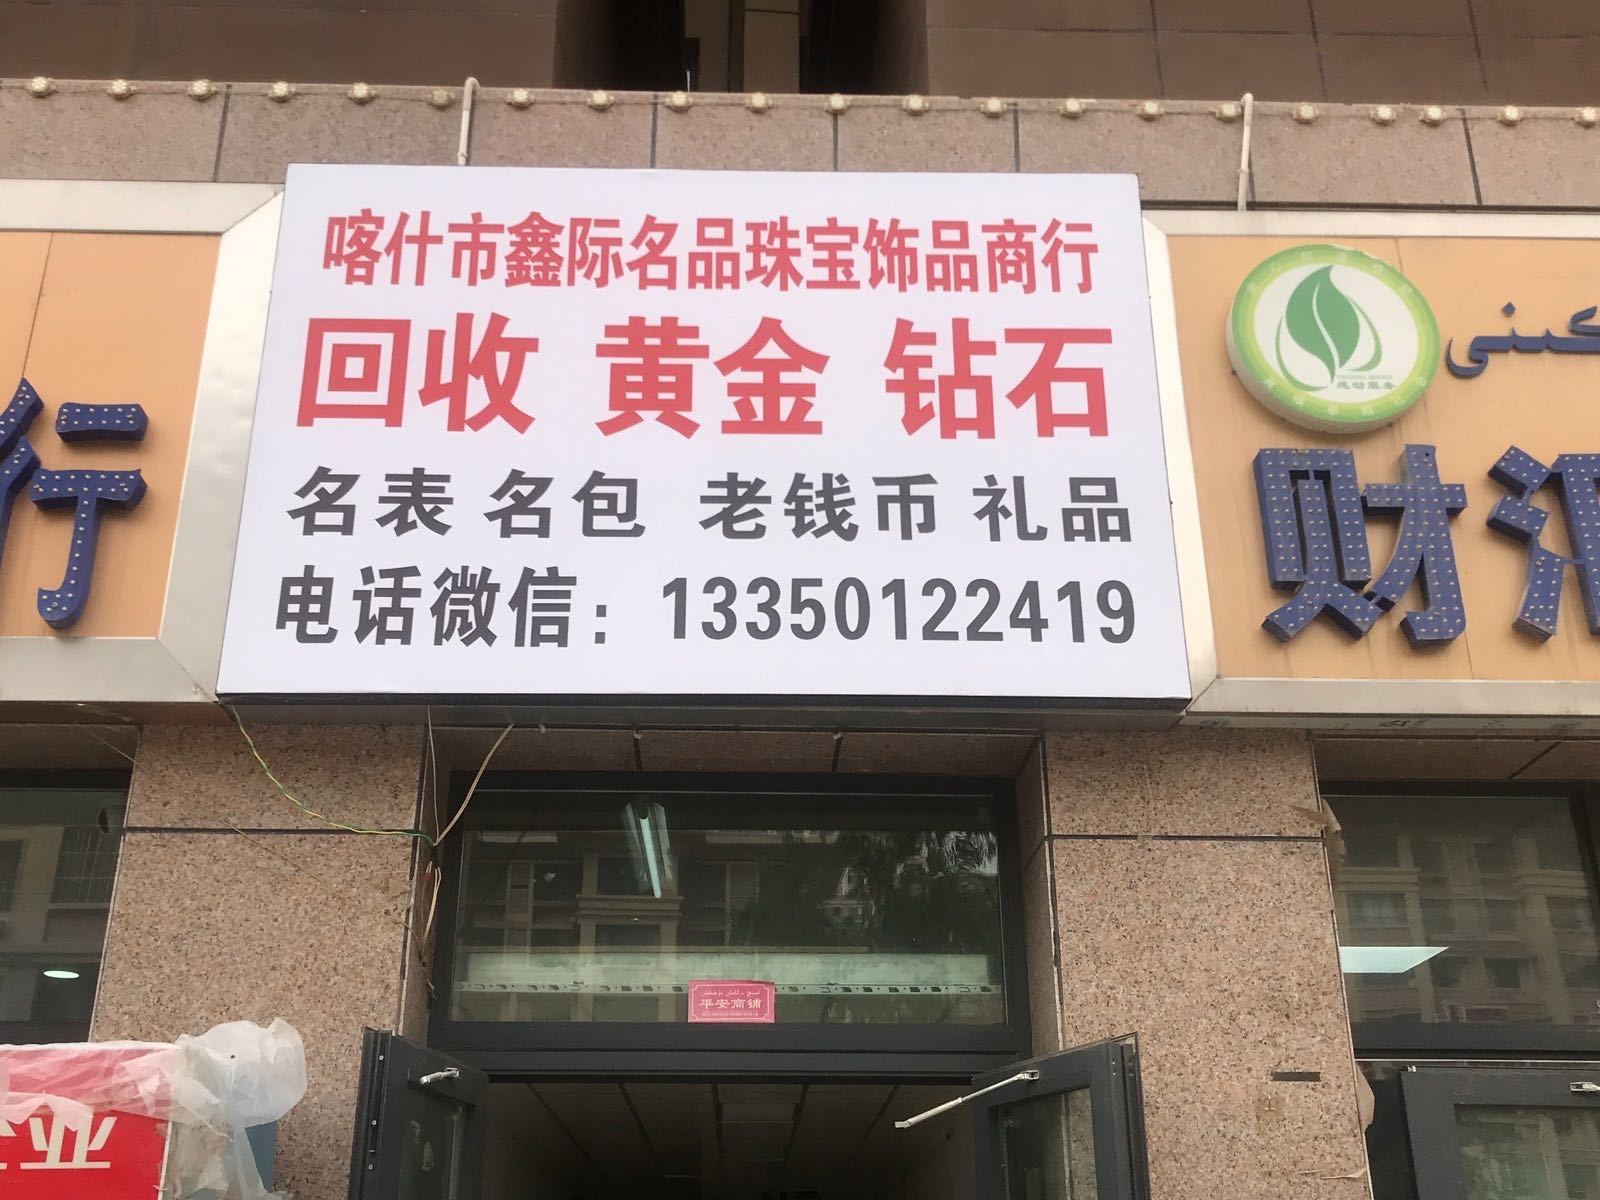 喀什市鑫际名品珠宝饰品商行
回收 黄金 钻石
名表 名包 老钱币 礼品
电话微信：13350122419
行
财汇
平安商铺
业